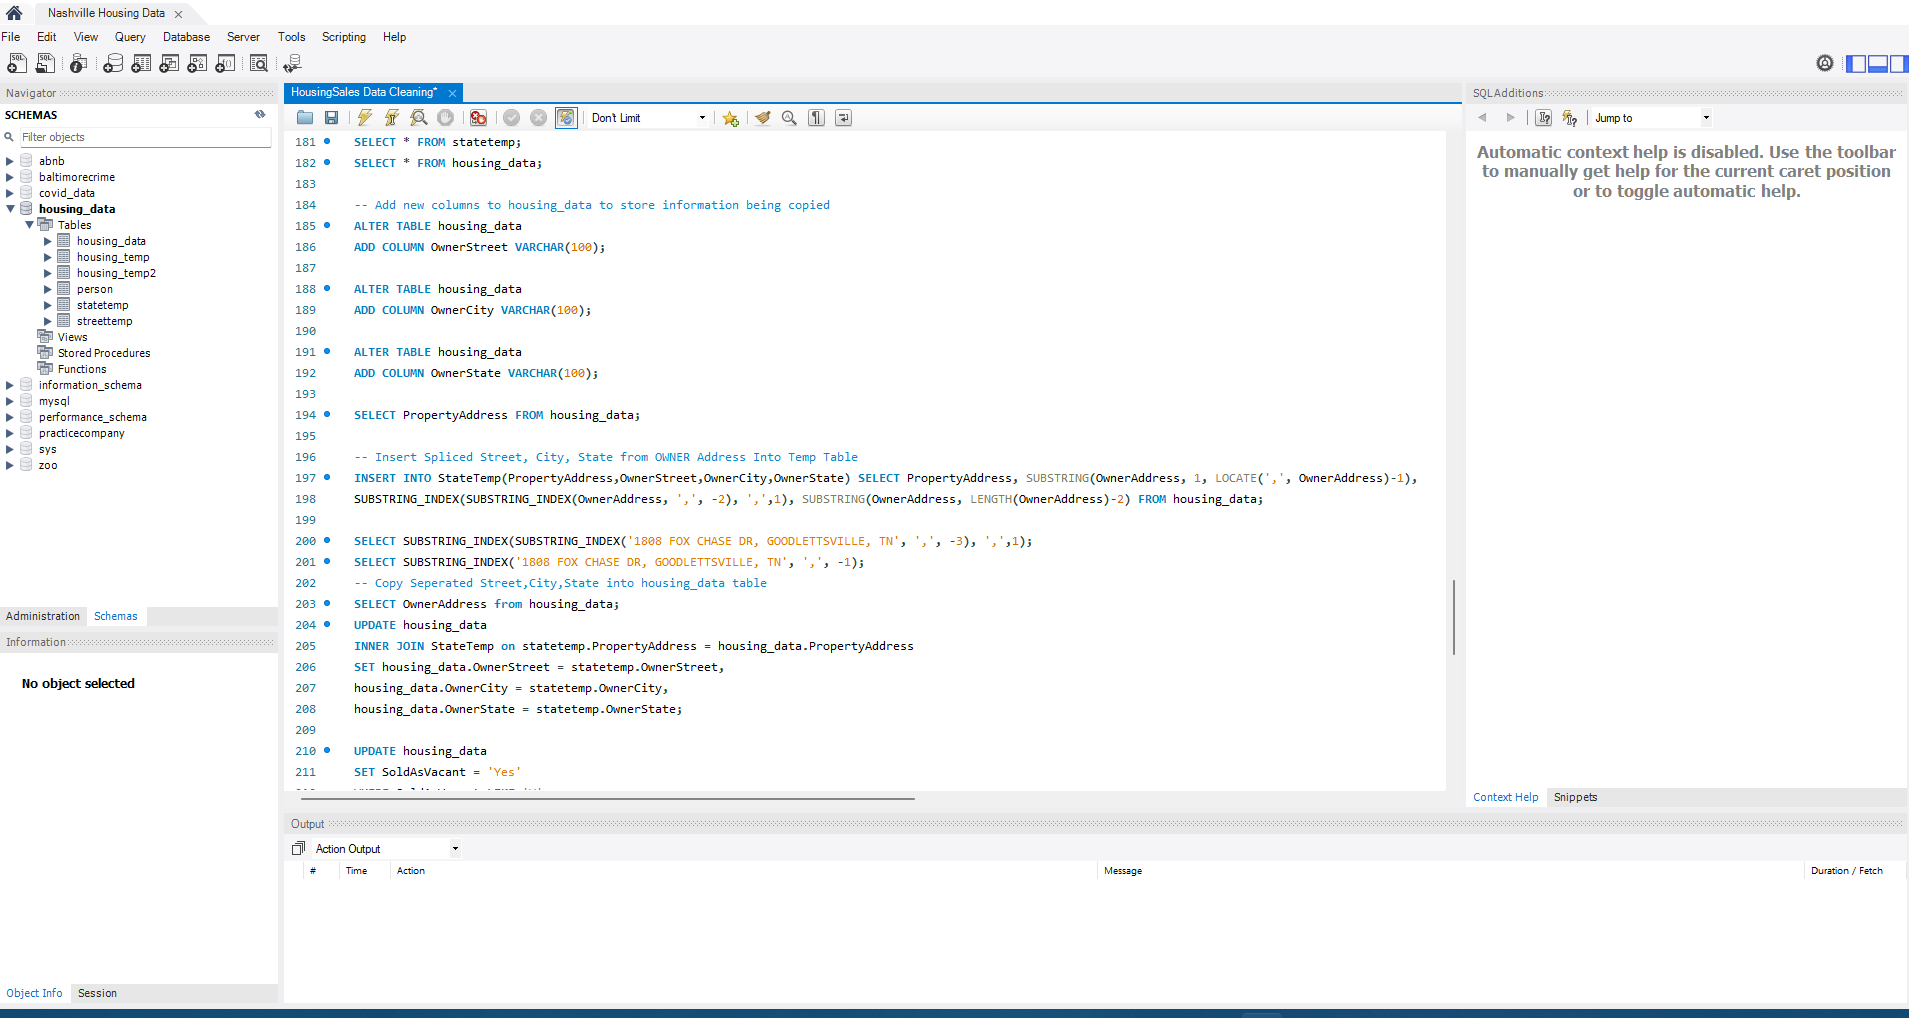 Nashville Housing Data
File Edit View Query Database Server Tools Scripting Help
Navigator
SCHEMAS
Filter objects
abnb
baltimorecrime
covid_data
housing_data
Tables
housing_data
housing_temp
housing_temp2
person
statetemp
streettemp
Views
Stored Procedures
Functions
information_schema
mysql
performance_schema
practicecompany
sys
zoo
Administration Schemas
Information
No object selected
Object Info Session
HousingSales Data Cleaning*
Don't Limit
181 SELECT * FROM statetemp;
182 SELECT * FROM housing_data;
183
184 -- Add new columns to housing_data to store information being copied
185 ALTER TABLE housing_data
186 ADD COLUMN OwnerStreet VARCHAR(100);
187
188 ALTER TABLE housing_data
189 ADD COLUMN OwnerCity VARCHAR(100);
190
191 ALTER TABLE housing_data
192 ADD COLUMN OwnerState VARCHAR(100);
193
194 SELECT PropertyAddress FROM housing_data;
195
196 -- Insert Spliced Street, City, State from OWNER Address Into Temp Table
197 INSERT INTO StateTemp(PropertyAddress,OwnerStreet,OwnerCity,OwnerState) SELECT PropertyAddress, SUBSTRING(OwnerAddress, 1, LOCATE(',', OwnerAddress)-1),
198 SUBSTRING_INDEX(SUBSTRING_INDEX(OwnerAddress, ',', -2), ',',1), SUBSTRING(OwnerAddress, LENGTH(OwnerAddress)-2) FROM housing_data;
199
200 SELECT SUBSTRING_INDEX(SUBSTRING_INDEX('1808 FOX CHASE DR, GOODLETTSVILLE, TN', ',', -3), ',',1);
201 SELECT SUBSTRING_INDEX('1808 FOX CHASE DR, GOODLETTSVILLE, TN', ',', -1);
202 -- Copy Seperated Street,City,State into housing_data table
203 SELECT OwnerAddress from housing_data;
204 UPDATE housing_data
205 INNER JOIN StateTemp on statetemp.PropertyAddress = housing_data.PropertyAddress
206 SET housing_data.OwnerStreet = statetemp.OwnerStreet,
207 housing_data.OwnerCity = statetemp.OwnerCity,
208 housing_data.OwnerState = statetemp.OwnerState;
209
210 UPDATE housing_data
211 SET SoldAsVacant = 'Yes'
SQLAdditions
Jump to
Automatic context help is disabled. Use the toolbar
to manually get help for the current caret position
or to toggle automatic help.
Context Help Snippets
Output
Action Output
# Time Action Message Duration / Fetch